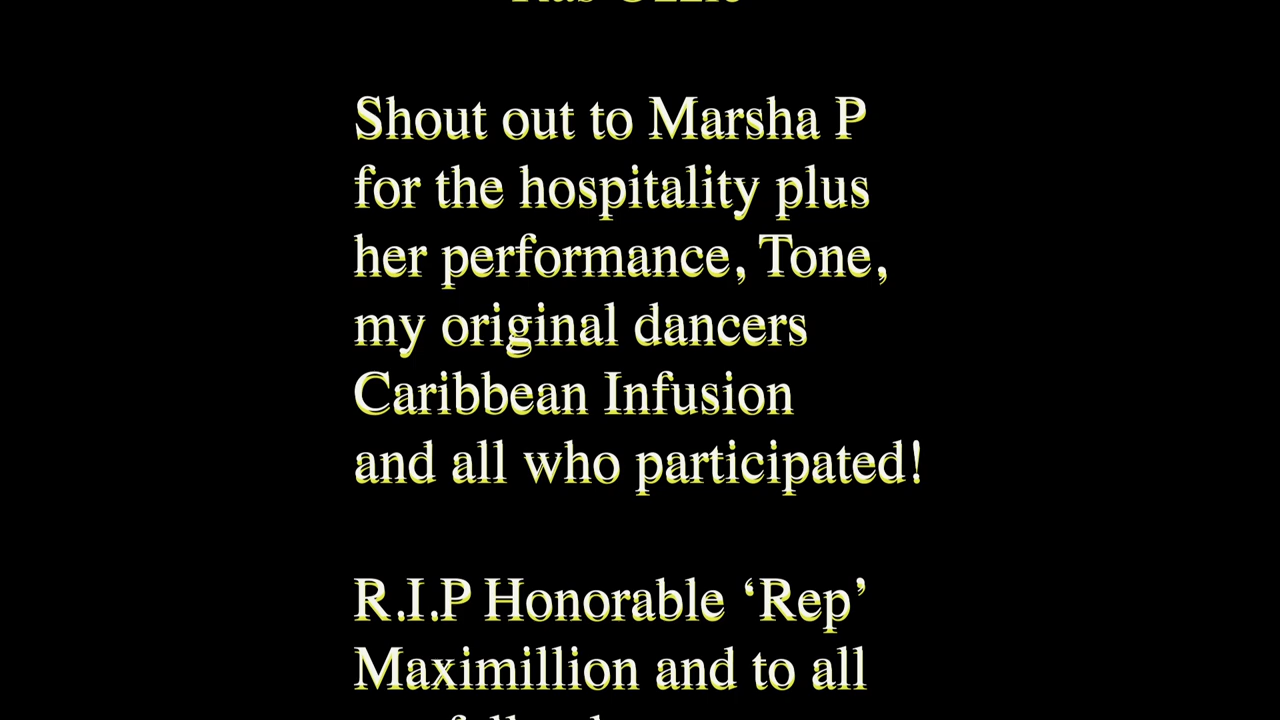 Shout out to Marsha P
for the hospitality plus
her performance, Tone,
my original dancers
Caribbean Infusion
and all who participated!
R.I.P Honorable ‘Rep’
Maximillion and to all